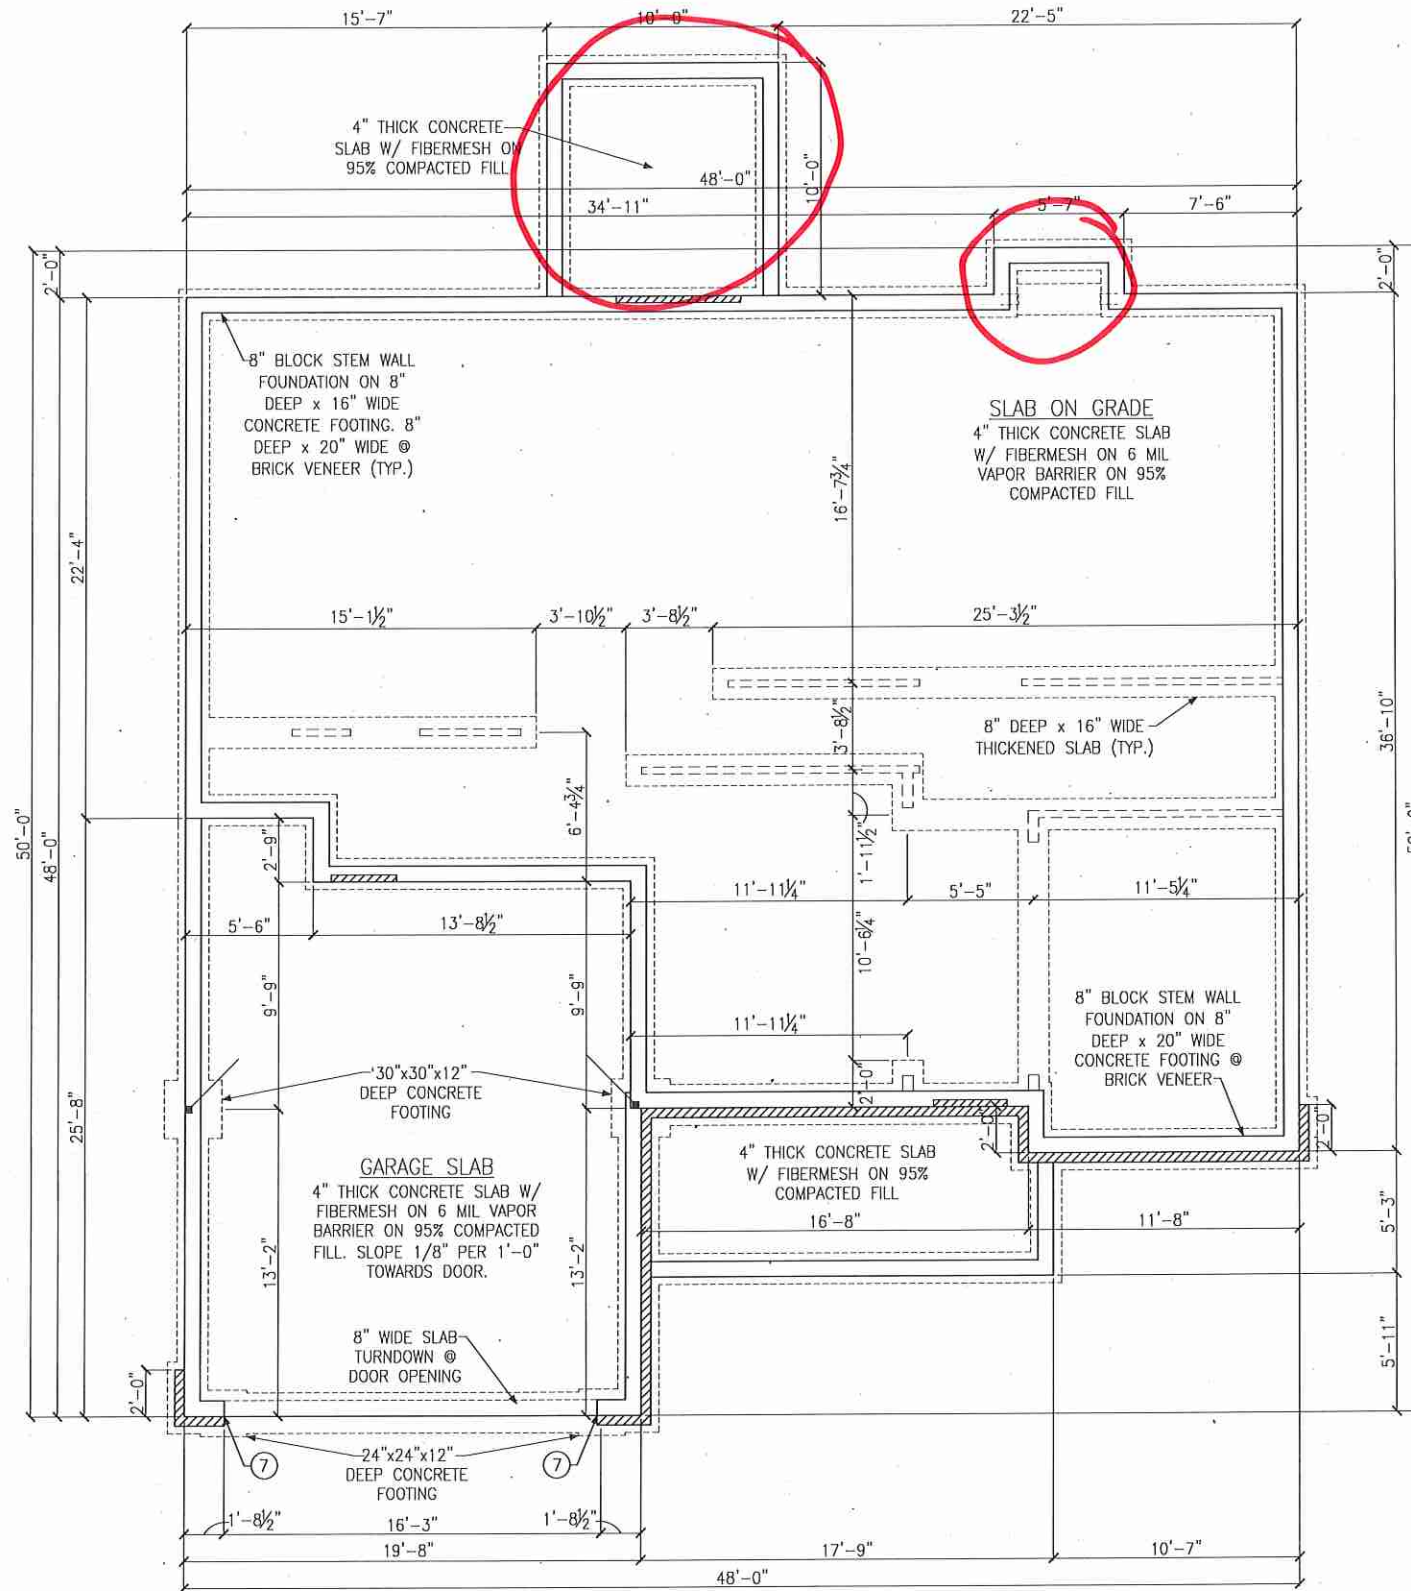 15'-7"
10'-0"
22'-5"
4" THICK CONCRETE
SLAB W/ FIBERMESH ON
95% COMPACTED FILL
48'-0"
10'-0"
34'-11"
5'-7"
7'-6"
2'-0"
2'-0"
8" BLOCK STEM WALL
FOUNDATION ON 8"
DEEP x 16" WIDE
CONCRETE FOOTING. 8"
DEEP x 20" WIDE @
BRICK VENEER (TYP.)
SLAB ON GRADE
4" THICK CONCRETE SLAB
W/ FIBERMESH ON 6 MIL
VAPOR BARRIER ON 95%
COMPACTED FILL
16'-7¾"
22'-4"
15'-1½"
3'-10½"
3'-8½"
25'-3½"
36'-10"
8" DEEP x 16" WIDE
THICKENED SLAB (TYP.)
3'-8½"
6'-4¾"
50'-0"
48'-0"
2'-9"
1'-11½"
11'-11¼"
5'-5"
11'-5¼"
5'-6"
13'-8½"
10'-6¼"
9'-9"
9'-9"
11'-11¼"
8" BLOCK STEM WALL
FOUNDATION ON 8"
DEEP x 20" WIDE
CONCRETE FOOTING @
BRICK VENEER
30"x30"x12"
DEEP CONCRETE
FOOTING
2'-0"
25'-8"
2'-0"
2'-0"
GARAGE SLAB
4" THICK CONCRETE SLAB W/
FIBERMESH ON 6 MIL VAPOR
BARRIER ON 95% COMPACTED
FILL. SLOPE 1/8" PER 1'-0"
TOWARDS DOOR.
4" THICK CONCRETE SLAB
W/ FIBERMESH ON 95%
COMPACTED FILL
16'-8"
11'-8"
5'-3"
13'-2"
13'-2"
8" WIDE SLAB
TURNDOWN @
DOOR OPENING
5'-11"
2'-0"
7
24"x24"x12"
DEEP CONCRETE
FOOTING
7
1'-8½"
16'-3"
1'-8½"
19'-8"
17'-9"
10'-7"
48'-0"